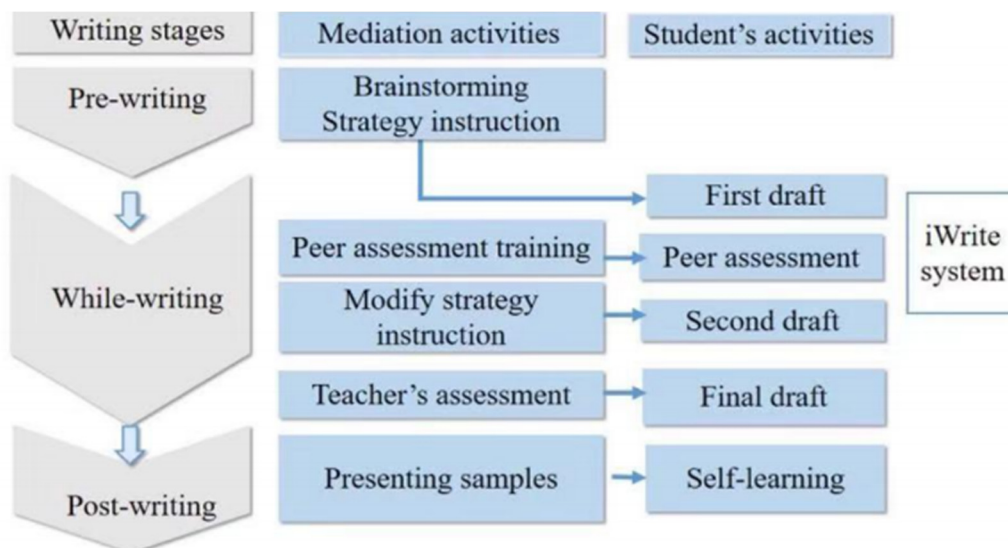 Writing stages
Mediation activities
Student's activities
Pre-writing
Brainstorming
Strategy instruction
First draft
iWrite
system
While-writing
Peer assessment training
Peer assessment
Modify strategy
instruction
Second draft
Teacher's assessment
Final draft
Post-writing
Presenting samples
Self-learning